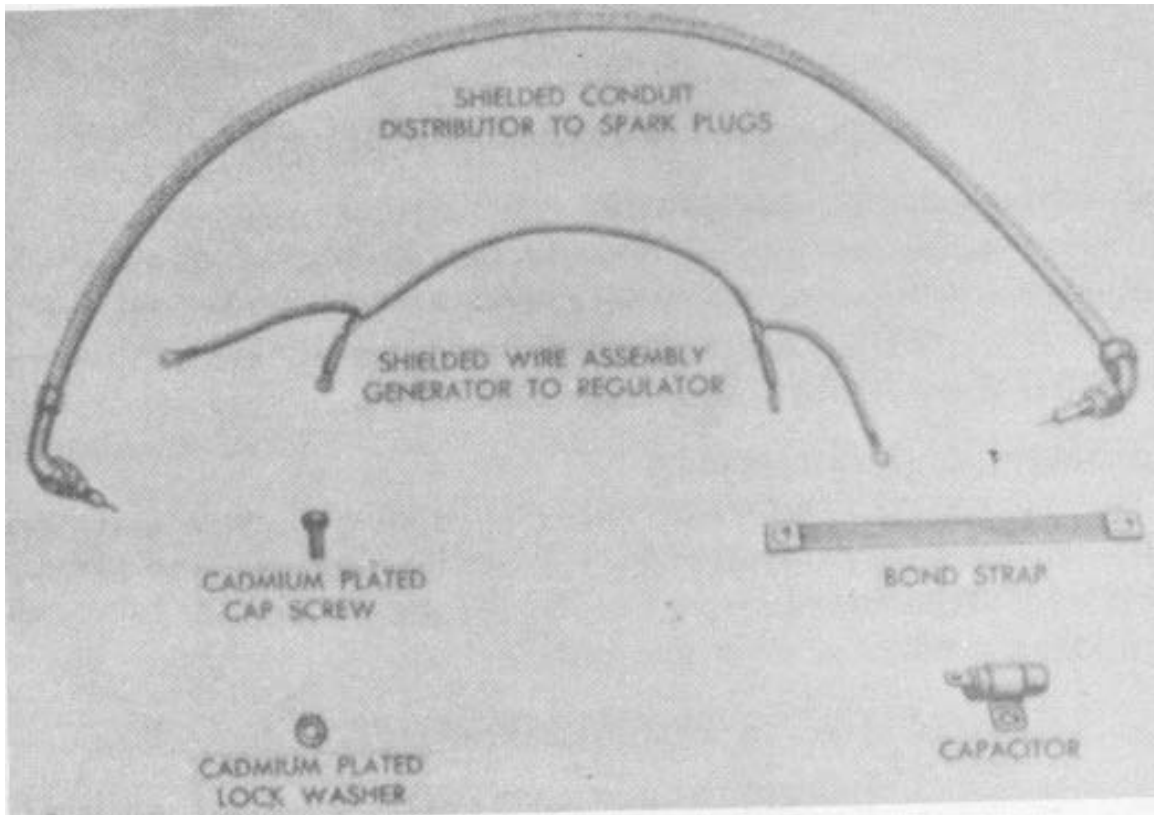 SHIELDED CONDUIT
DISTRIBUTOR TO SPARK PLUGS
SHIELDED WIRE ASSEMBLY
GENERATOR TO REGULATOR
CADMIUM PLATED
CAP SCREW
BOND STRAP
CADMIUM PLATED
LOCK WASHER
CAPACITOR